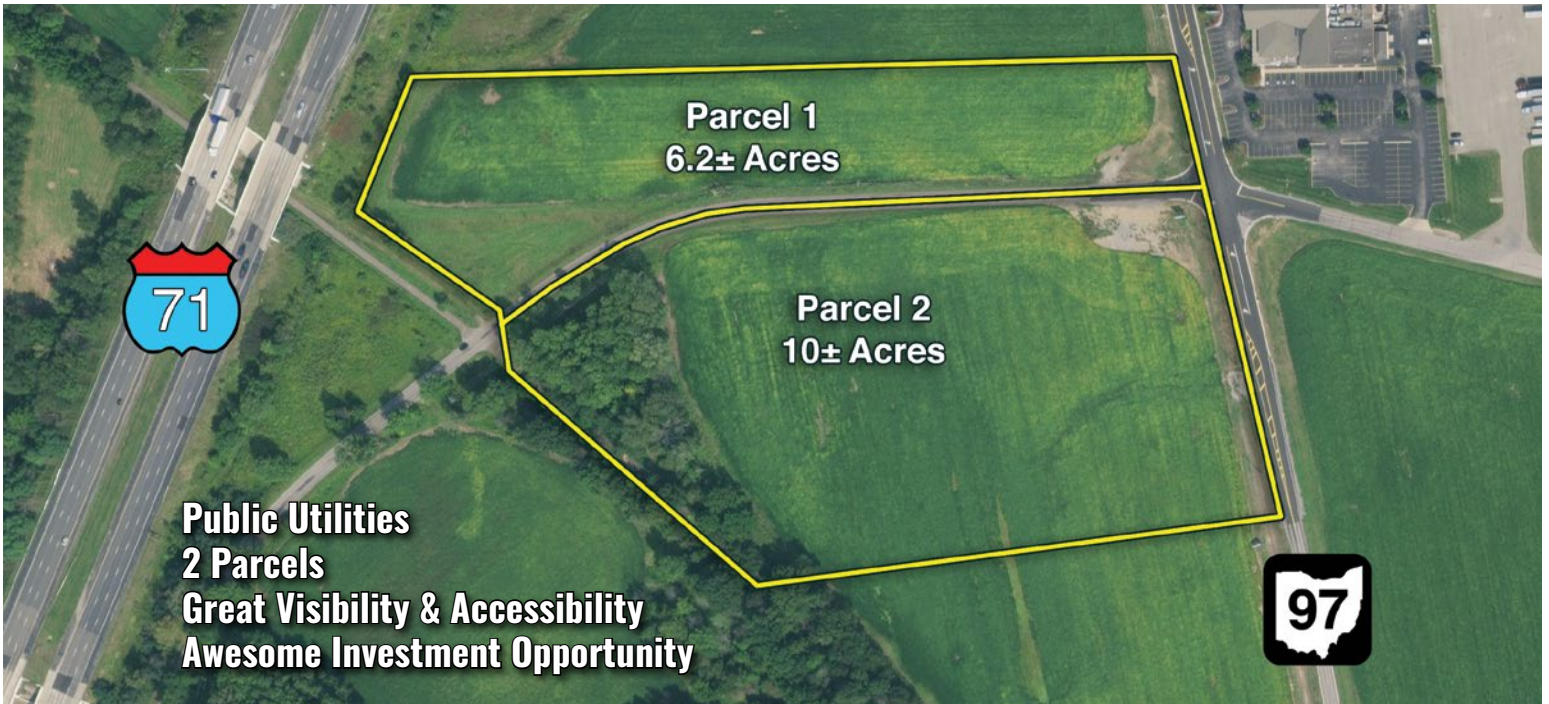 Parcel 1
6.2± Acres
71
Parcel 2
10± Acres
Public Utilities
2 Parcels
Great Visibility & Accessibility
Awesome Investment Opportunity
97